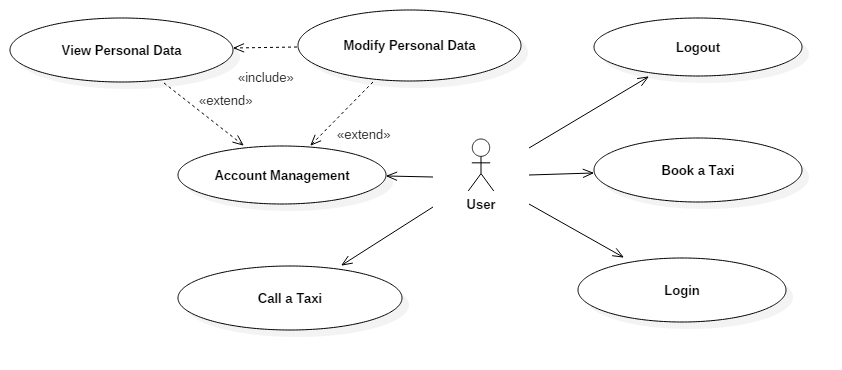 View Personal Data
Modify Personal Data
Logout
«include»
«extend»
«extend»
Account Management
Book a Taxi
User
Call a Taxi
Login